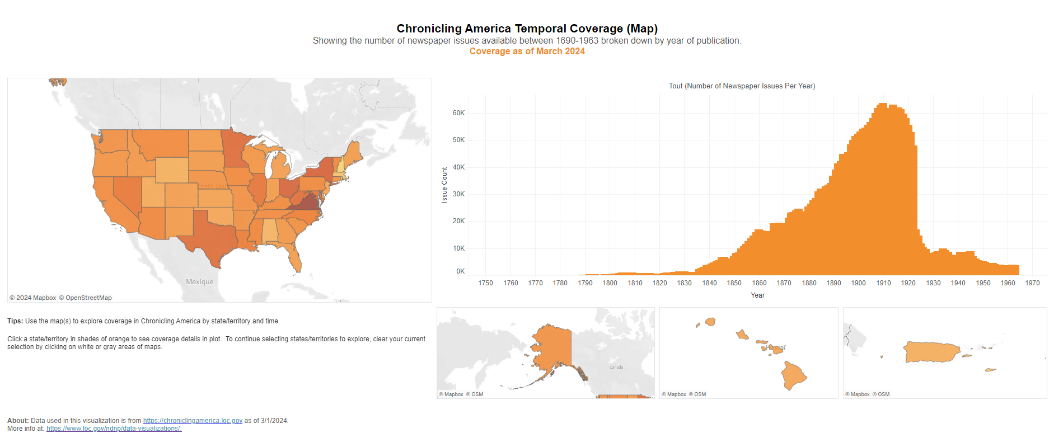 Chronicling America Temporal Coverage (Map)
Showing the number of newspaper issues available between 1690-1963 broken down by year of publication.
Coverage as of March 2024
Mexique
© 2024 Mapbox © OpenStreetMap
Tout (Number of Newspaper Issues Per Year)
Issue Count
60K
50K
40K
30K
20K
10K
0K
1750 1760 1770 1780 1790 1800 1810 1820 1830 1840 1850 1860 1870 1880 1890 1900 1910 1920 1930 1940 1950 1960 1970
Year
Tips: Use the map(s) to explore coverage in Chronicling America by state/territory and time
Click a state/territory in shades of orange to see coverage details in plot To continue selecting states/territories to explore, clear your current
selection by clicking on white or gray areas of maps.
© Mapbox © OSM
© Mapbox © OSM
© Mapbox © OSM
About: Data used in this visualization is from https://chroniclingamerica.loc.gov as of 3/1/2024.
More info at: https://www.loc.gov/ndnp/data-visualizations/.